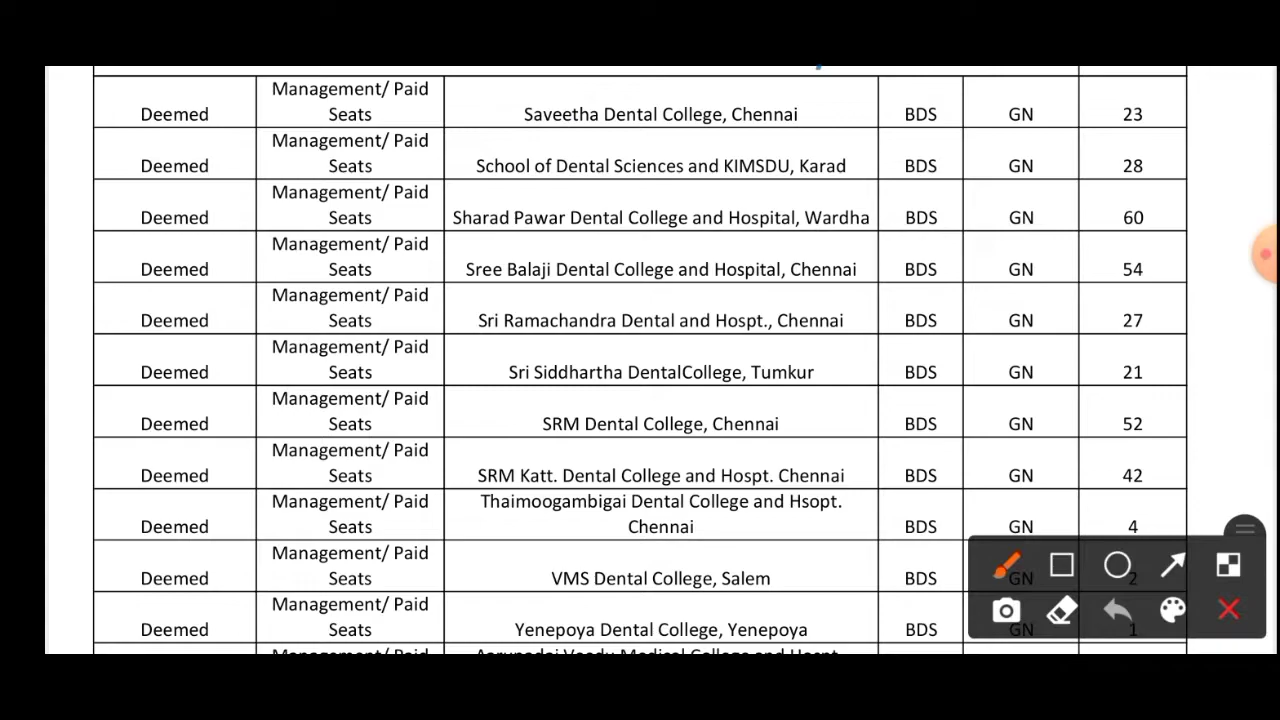 Deemed Management/ Paid Seats Saveetha Dental College, Chennai BDS GN 23
Deemed Management/ Paid Seats School of Dental Sciences and KIMSDU, Karad BDS GN 28
Deemed Management/ Paid Seats Sharad Pawar Dental College and Hospital, Wardha BDS GN 60
Deemed Management/ Paid Seats Sree Balaji Dental College and Hospital, Chennai BDS GN 54
Deemed Management/ Paid Seats Sri Ramachandra Dental and Hospt., Chennai BDS GN 27
Deemed Management/ Paid Seats Sri Siddhartha DentalCollege, Tumkur BDS GN 21
Deemed Management/ Paid Seats SRM Dental College, Chennai BDS GN 52
Deemed Management/ Paid Seats SRM Katt. Dental College and Hospt. Chennai BDS GN 42
Deemed Management/ Paid Seats Thaimoogambigai Dental College and Hsopt. Chennai BDS GN 4
Deemed Management/ Paid Seats VMS Dental College, Salem BDS GN 2
Deemed Management/ Paid Seats Yenepoya Dental College, Yenepoya BDS GN 1